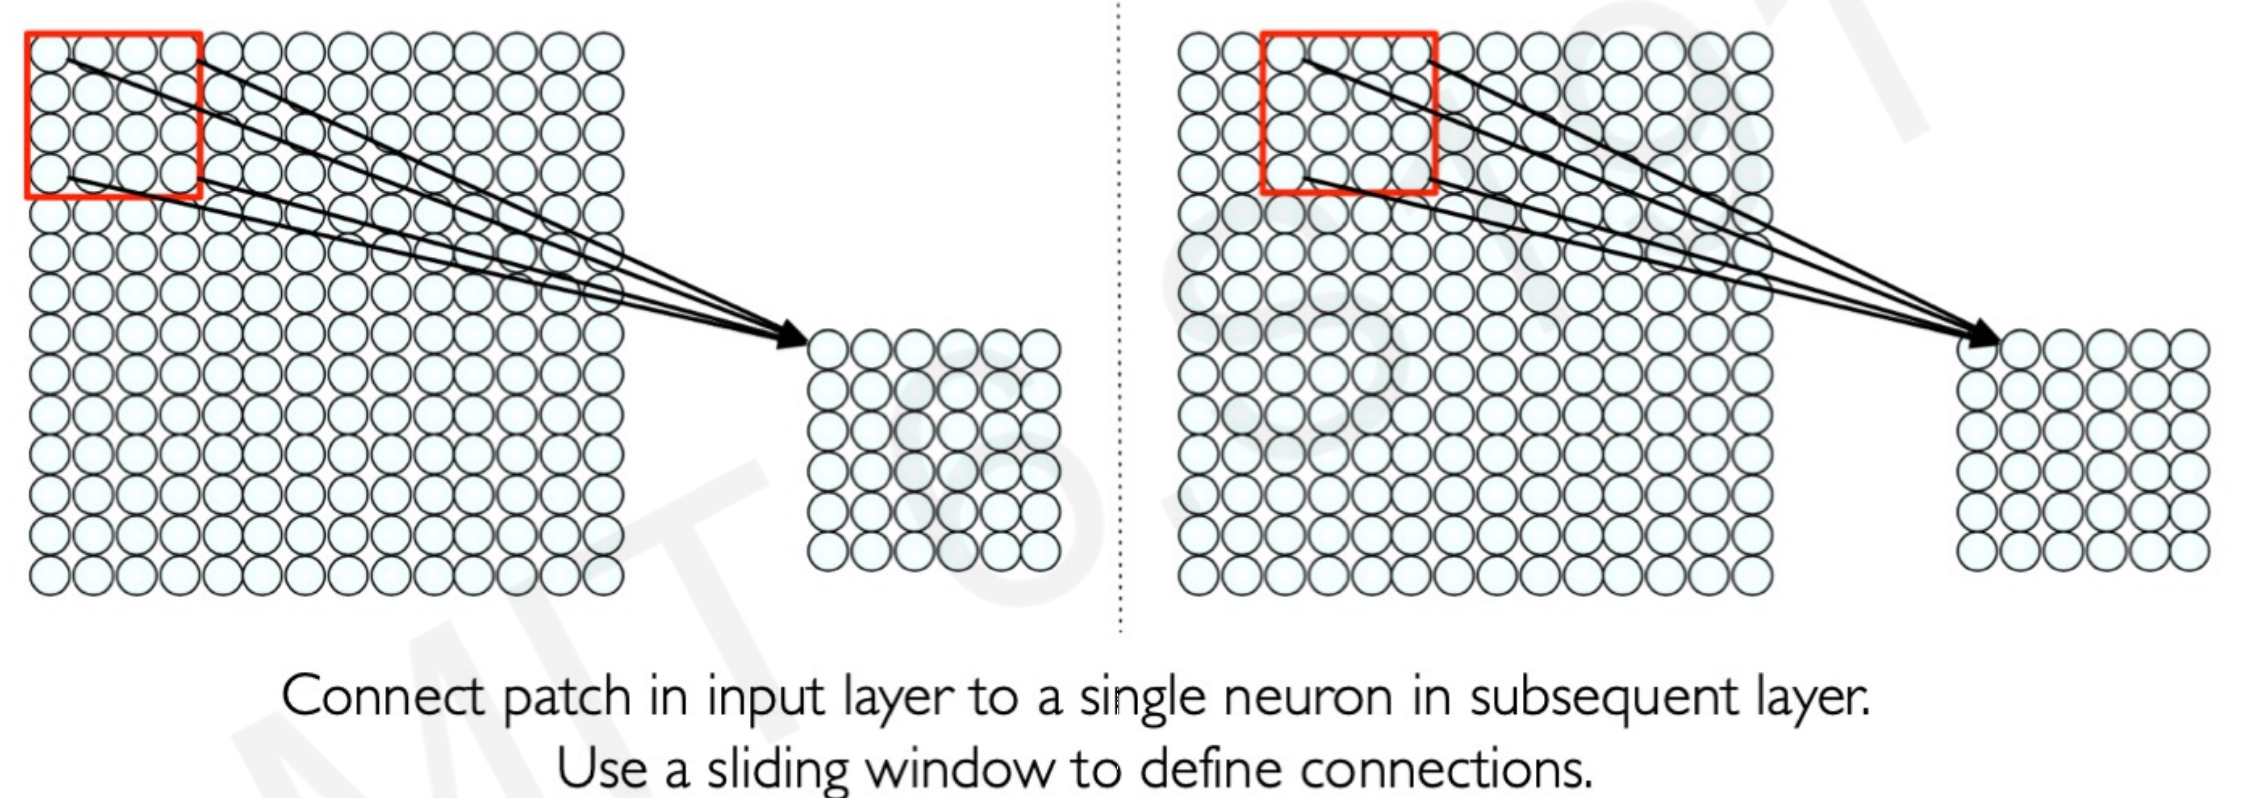 Connect patch in input layer to a single neuron in subsequent layer.
Use a sliding window to define connections.
MIT 6.S191